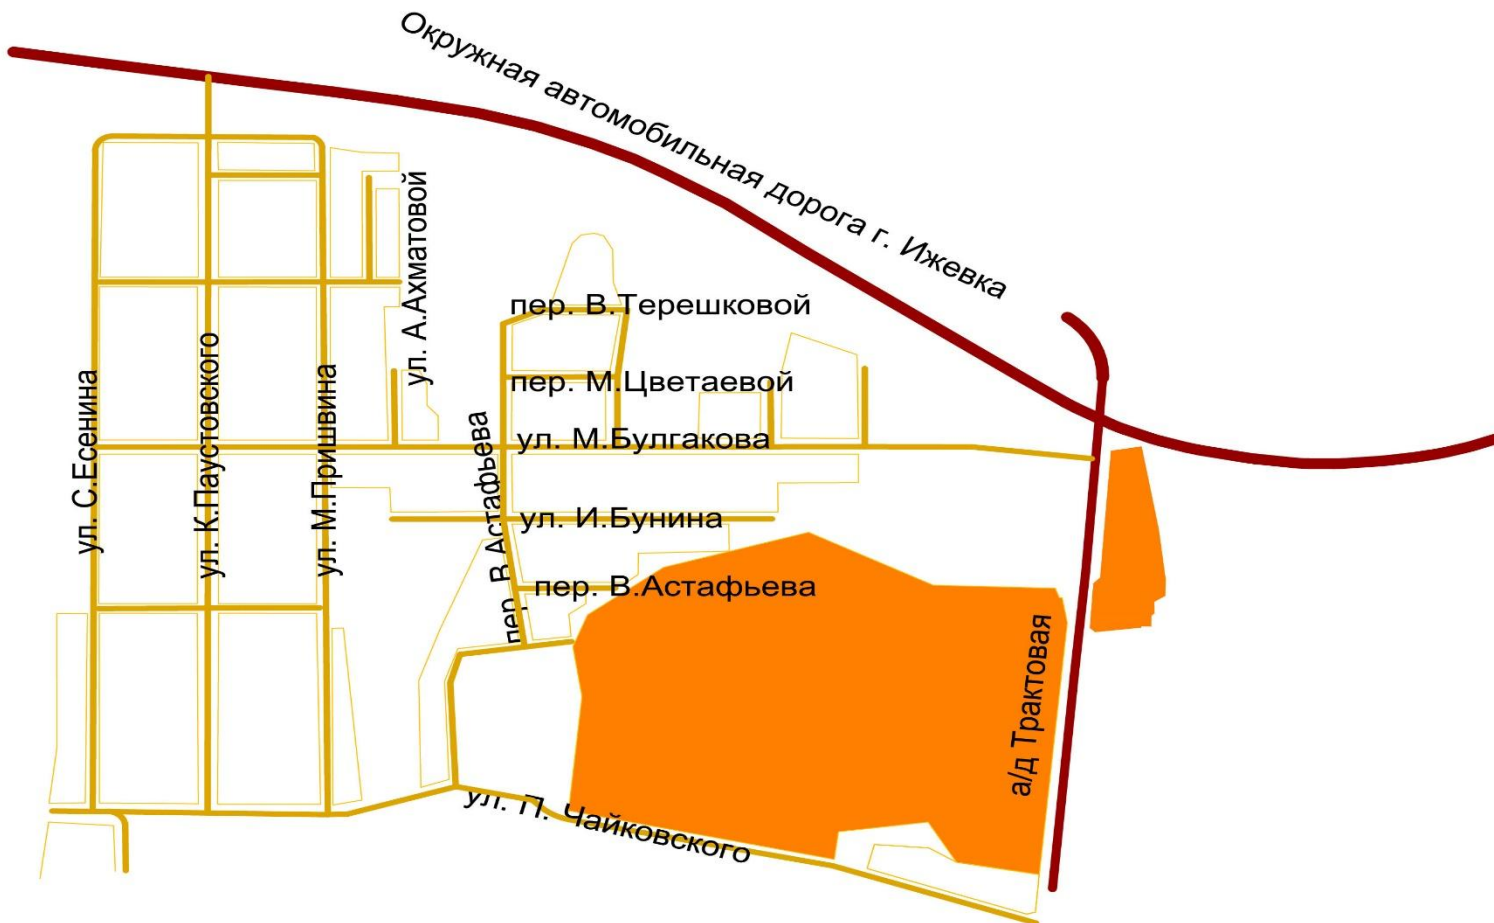 Окружная автомобильная дорога г. Ижевка
ул. А.Ахматовой
пер. В.Терешковой
ул. С.Есенина
ул. К.Паустовского
ул. М.Пришвина
пер. М.Цветаевой
ул. М.Булгакова
пер. В.Астафьева
ул. И.Бунина
пер. В.Астафьева
а/д Трактовая
ул. П. Чайковского